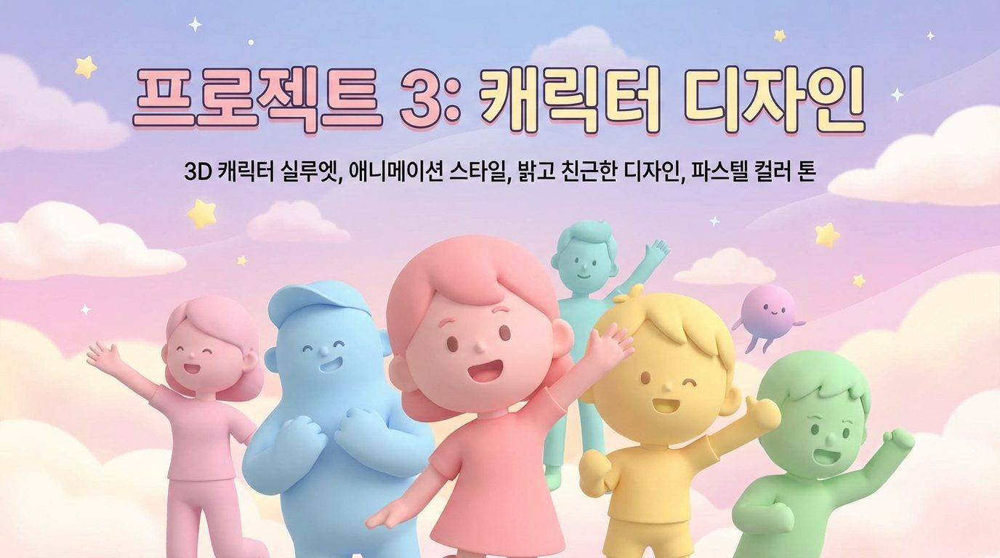 프로젝트 3: 캐릭터 디자인
3D 캐릭터 실루엣, 애니메이션 스타일, 밝고 친근한 디자인, 파스텔 컬러 톤